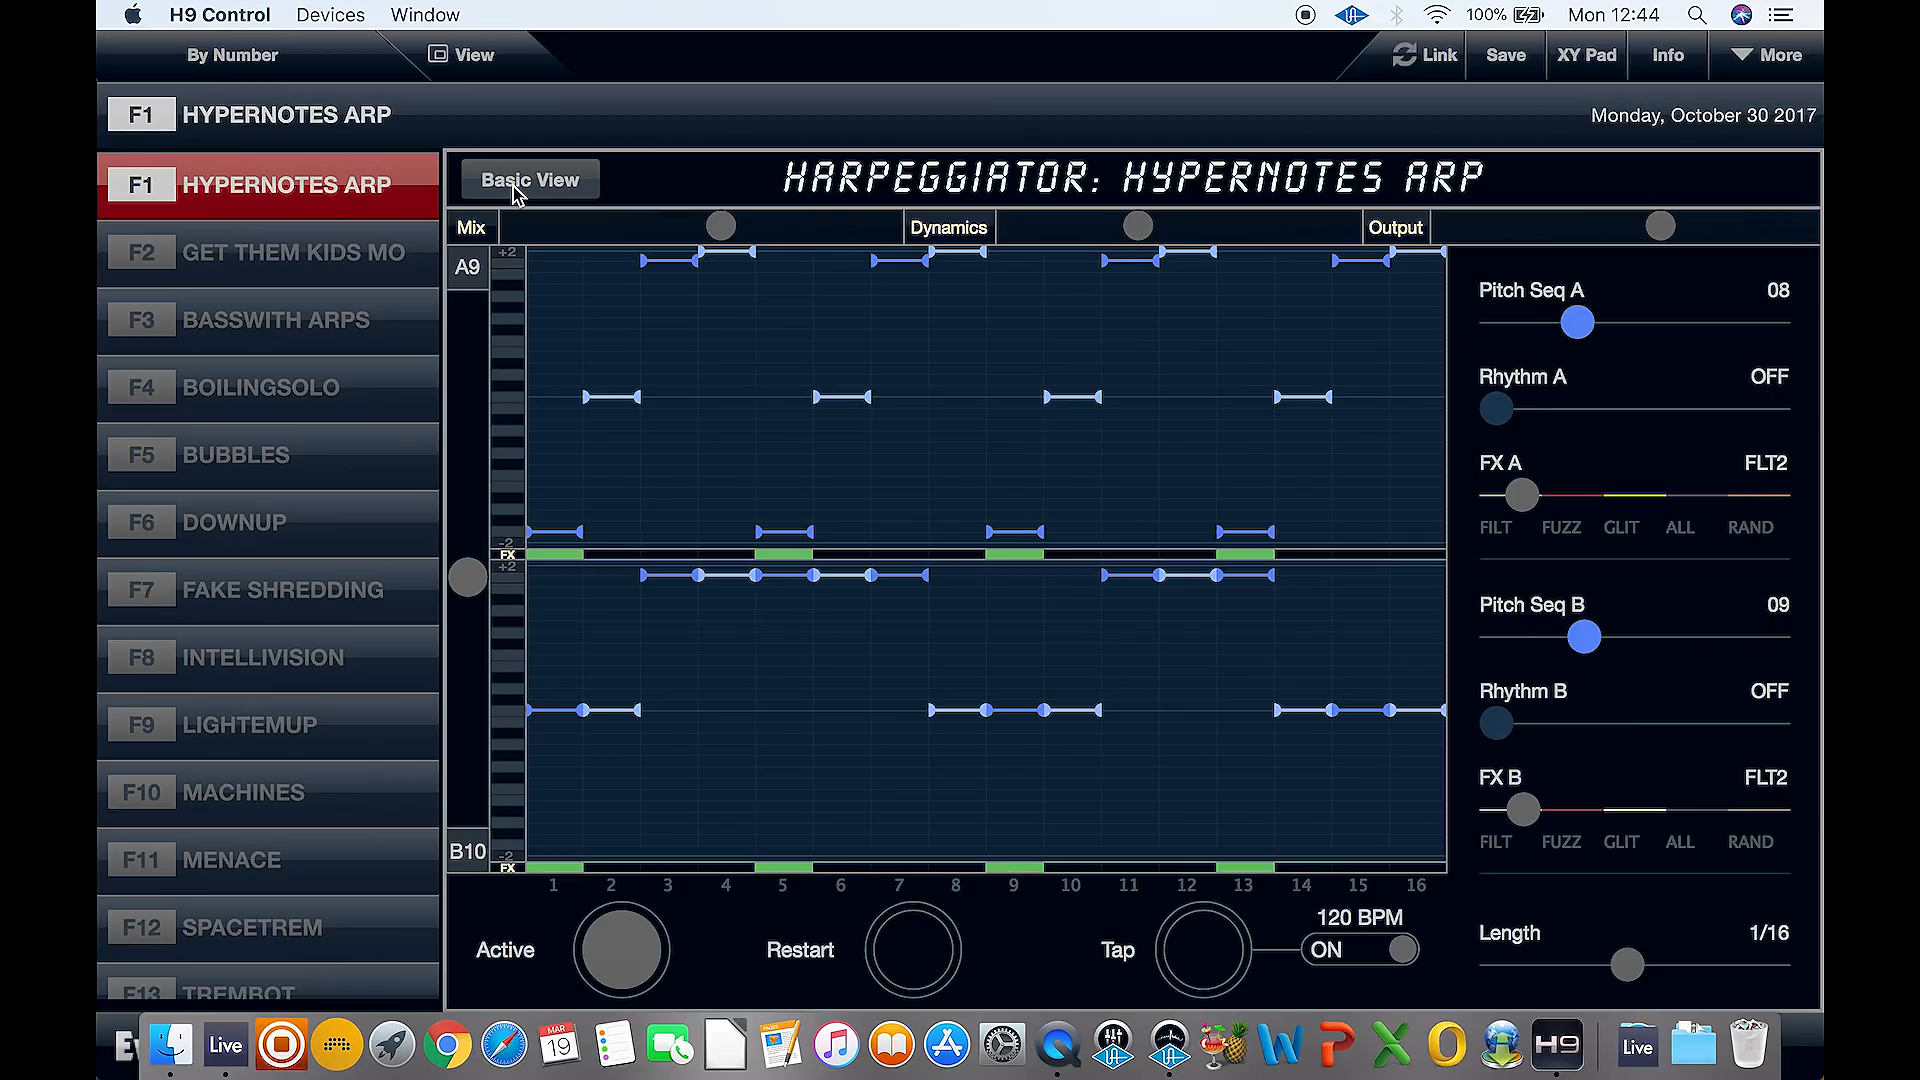 H9 Control Devices Window 100% Mon 12:44
By Number View Link Save XY Pad Info More
F1 HYPERNOTES ARP Monday, October 30 2017
F1 HYPERNOTES ARP
F2 GET THEM KIDS MO
F3 BASSWITH ARPS
F4 BOILINGSOLO
F5 BUBBLES
F6 DOWNUP
F7 FAKE SHREDDING
F8 INTELLIVISION
F9 LIGHTEMUP
F10 MACHINES
F11 MENACE
F12 SPACETREM
F13 TREMBOT
Basic View HARPEGGIATOR: HYPERNOTES ARP
Mix Dynamics Output
A9 +2
-2
FX
+2
B10 -2
FX
1 2 3 4 5 6 7 8 9 10 11 12 13 14 15 16
Pitch Seq A 08
Rhythm A OFF
FX A FLT2
FILT FUZZ GLIT ALL RAND
Pitch Seq B 09
Rhythm B OFF
FX B FLT2
FILT FUZZ GLIT ALL RAND
Length 1/16
120 BPM
Active Restart Tap ON
Live MAR 19 PAGES W P X O H9 Live